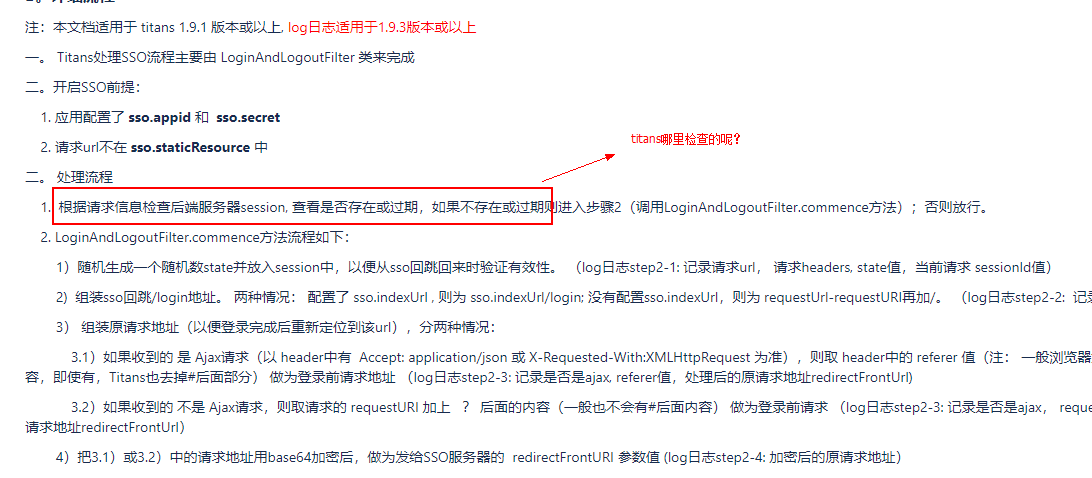 注：本文档适用于 titans 1.9.1 版本或以上, log日志适用于1.9.3版本或以上
一。 Titans处理SSO流程主要由 LoginAndLogoutFilter 类来完成
二。开启SSO前提：
1. 应用配置了 sso.appid 和 sso.secret
titans哪里检查的呢？
2. 请求url不在 sso.staticResource 中
二。 处理流程
1. 根据请求信息检查后端服务器session, 查看是否存在或过期，如果不存在或过期则进入步骤2（调用LoginAndLogoutFilter.commence方法）；否则放行。
2. LoginAndLogoutFilter.commence方法流程如下：
1）随机生成一个随机数state并放入session中，以便从sso回跳回来时验证有效性。 （log日志step2-1: 记录请求url， 请求headers, state值，当前请求 sessionId值）
2）组装sso回跳/login地址。 两种情况： 配置了 sso.indexUrl , 则为 sso.indexUrl/login; 没有配置sso.indexUrl，则为 requestUrl-requestURI再加/。 （log日志step2-2:
3） 组装原请求地址（以便登录完成后重新定位到该url），分两种情况：
3.1）如果收到的 是 Ajax请求（以 header中有 Accept: application/json 或 X-Requested-With:XMLHttpRequest 为准），则取 header中的 referer 值（注： 一般浏览器
容，即使有，Titans也去掉#后面部分） 做为登录前请求地址 （log日志step2-3: 记录是否是ajax, referer值，处理后的原请求地址redirectFrontUrl)
3.2）如果收到的 不是 Ajax请求，则取请求的 requestURI 加上 ？ 后面的内容（一般也不会有#后面内容） 做为登录前请求 （log日志step2-3: 记录是否是ajax， reque
请求地址redirectFrontUrl）
4）把3.1）或3.2）中的请求地址用base64加密后，做为发给SSO服务器的 redirectFrontURI 参数值 (log日志step2-4: 加密后的原请求地址）